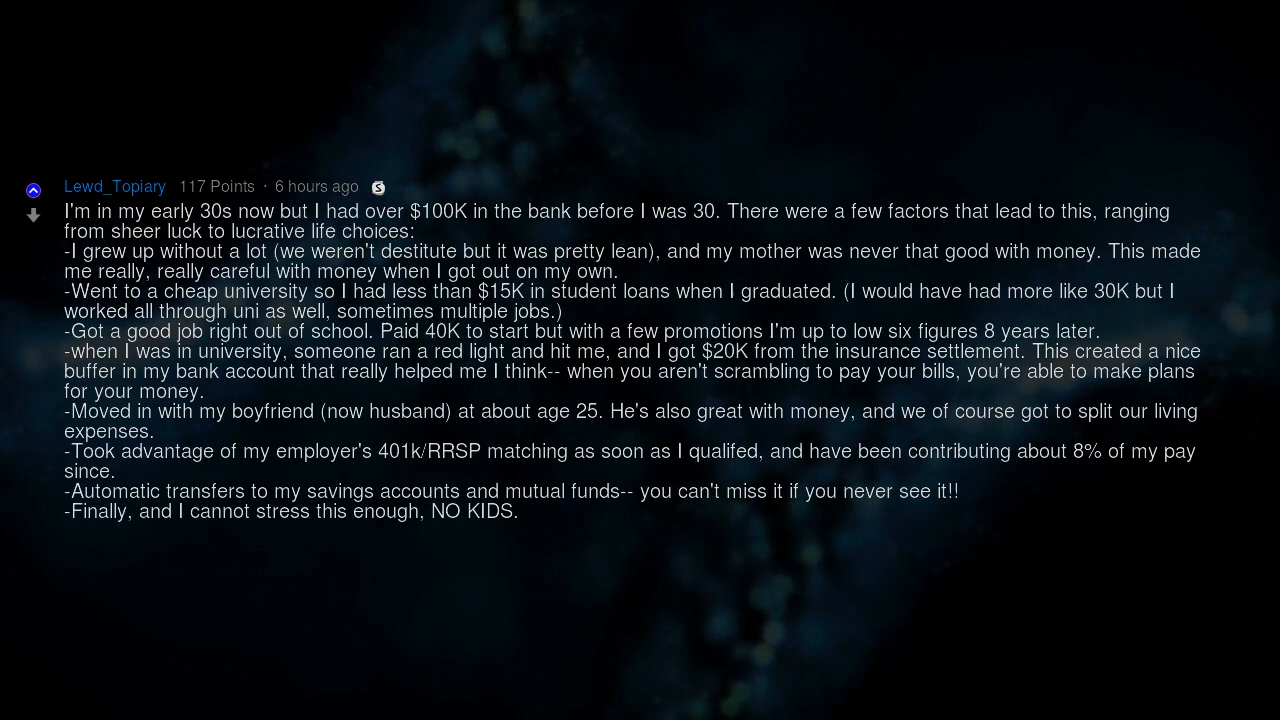 Lewd_Topiary 117 Points · 6 hours ago S
I'm in my early 30s now but I had over $100K in the bank before I was 30. There were a few factors that lead to this, ranging
from sheer luck to lucrative life choices:
-I grew up without a lot (we weren't destitute but it was pretty lean), and my mother was never that good with money. This made
me really, really careful with money when I got out on my own.
-Went to a cheap university so I had less than $15K in student loans when I graduated. (I would have had more like 30K but I
worked all through uni as well, sometimes multiple jobs.)
-Got a good job right out of school. Paid 40K to start but with a few promotions I'm up to low six figures 8 years later.
-when I was in university, someone ran a red light and hit me, and I got $20K from the insurance settlement. This created a nice
buffer in my bank account that really helped me I think-- when you aren't scrambling to pay your bills, you're able to make plans
for your money.
-Moved in with my boyfriend (now husband) at about age 25. He's also great with money, and we of course got to split our living
expenses.
-Took advantage of my employer's 401k/RRSP matching as soon as I qualifed, and have been contributing about 8% of my pay
since.
-Automatic transfers to my savings accounts and mutual funds-- you can't miss it if you never see it!!
-Finally, and I cannot stress this enough, NO KIDS.